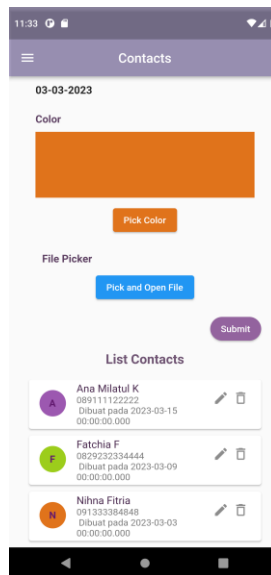 11:33
Contacts
03-03-2023
Color
Pick Color
File Picker
Pick and Open File
Submit
List Contacts
A
Ana Milatul K
089111122222
Dibuat pada 2023-03-15
00:00:00.000
F
Fatchia F
0829232334444
Dibuat pada 2023-03-09
00:00:00.000
N
Nihna Fitria
091333384848
Dibuat pada 2023-03-03
00:00:00.000